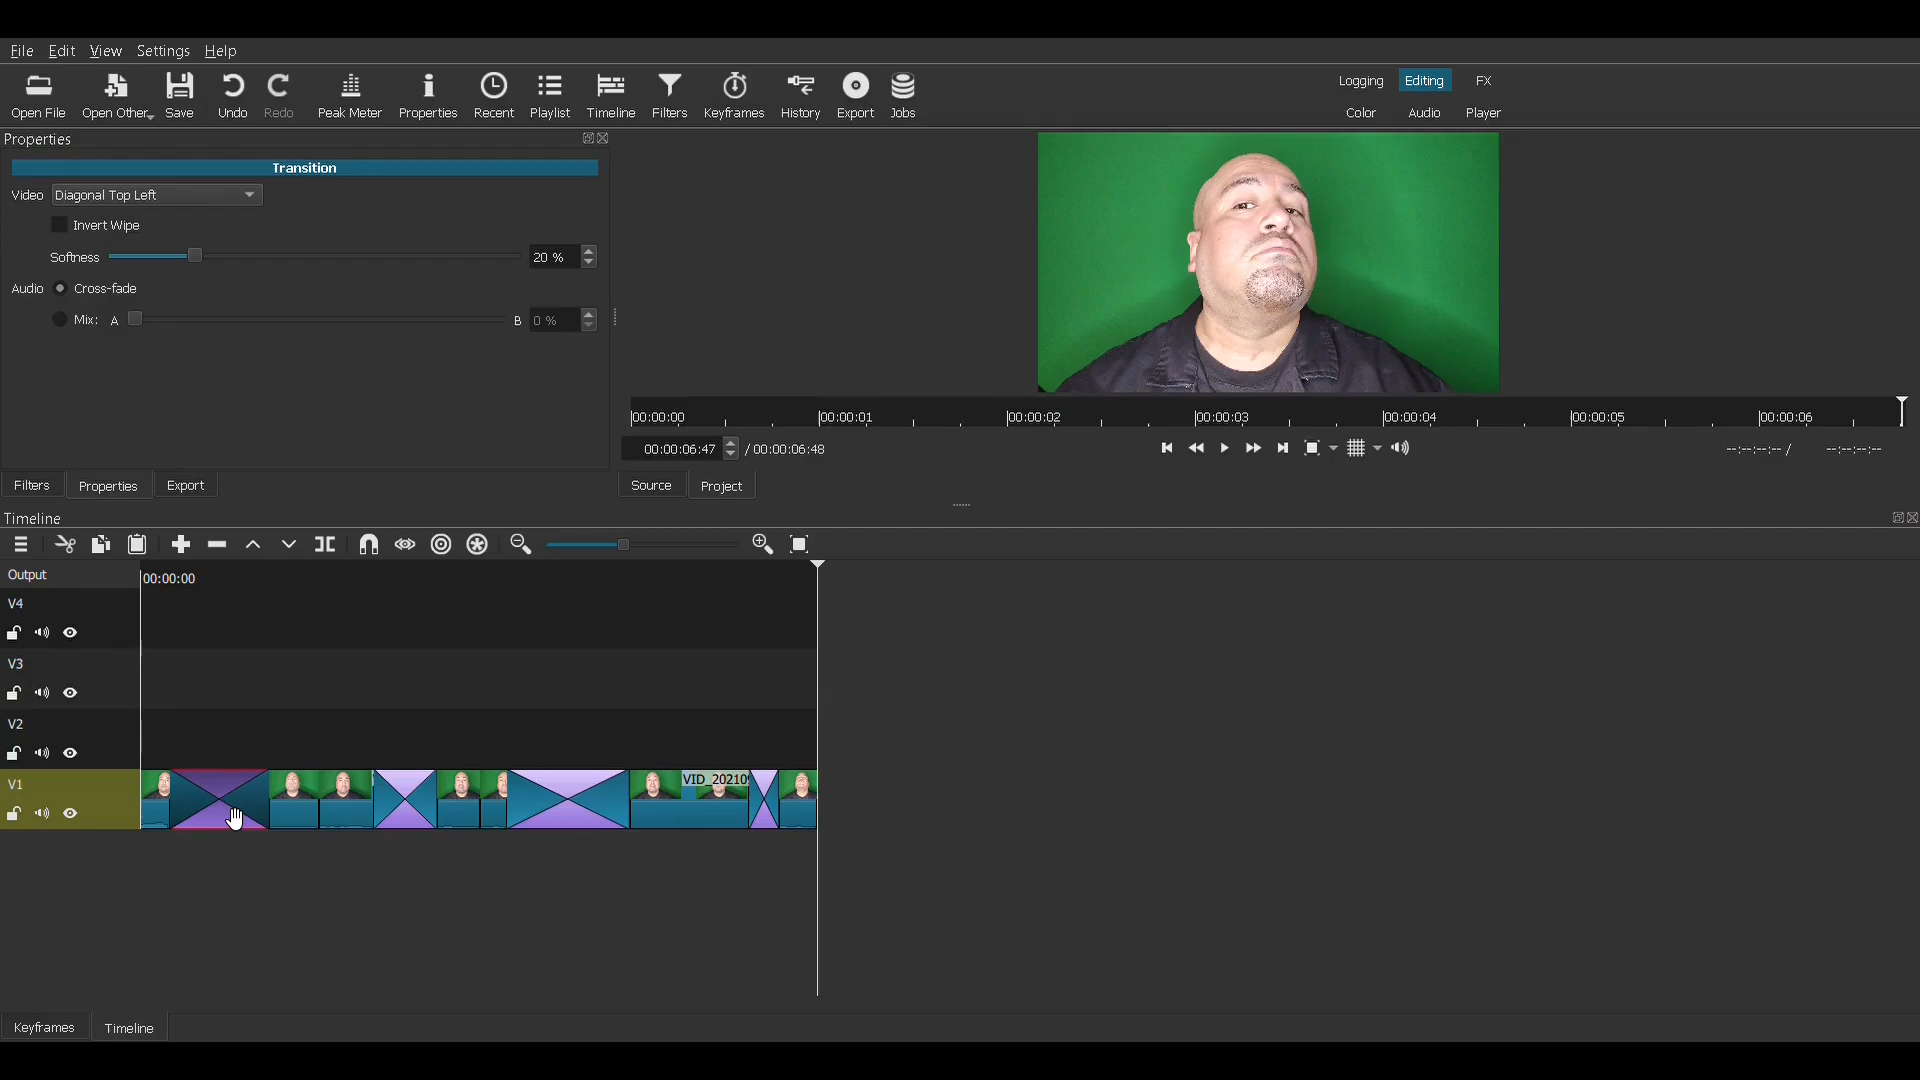 File Edit View Settings Help
Open File Open Other Save Undo Redo Peak Meter Properties Recent Playlist Timeline Filters Keyframes History Export Jobs
Logging Editing FX
Color Audio Player
Properties
Transition
Video Diagonal Top Left
Invert Wipe
Softness 20 %
Audio Cross-fade
Mix: A B 0 %
00:00:00 00:00:01 00:00:02 00:00:03 00:00:04 00:00:05 00:00:06
00:00:06:47 / 00:00:06:48 --:--:--:-- / --:--:--:--
Filters Properties Export
Source Project
Timeline
Output
00:00:00
V4
V3
V2
V1
VID_20210
Keyframes Timeline